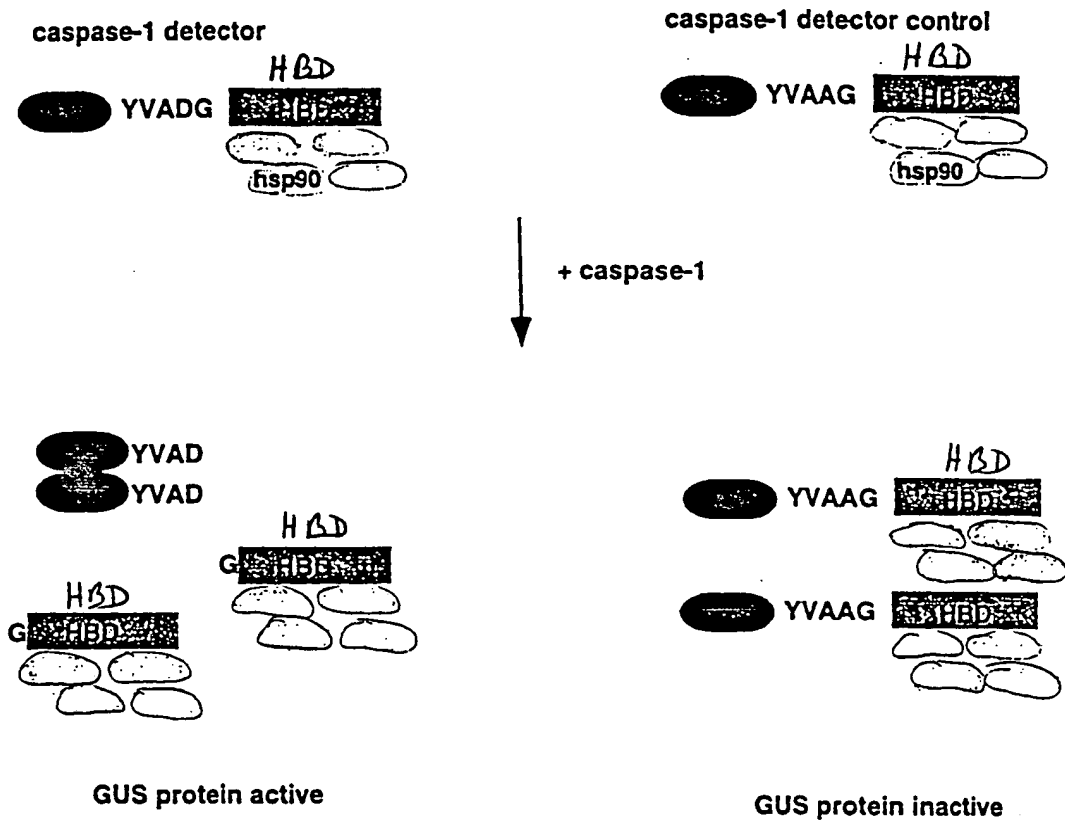 caspase-1 detector
caspase-1 detector control
HBD
HBD
YVADG
HBD
YVAAG
HBD
hsp90
hsp90
+ caspase-1
YVAD
YVAD
HBD
YVAAG
HBD
HBD
G
HBD
HBD
YVAAG
HBD
G
HBD
GUS protein active
GUS protein inactive